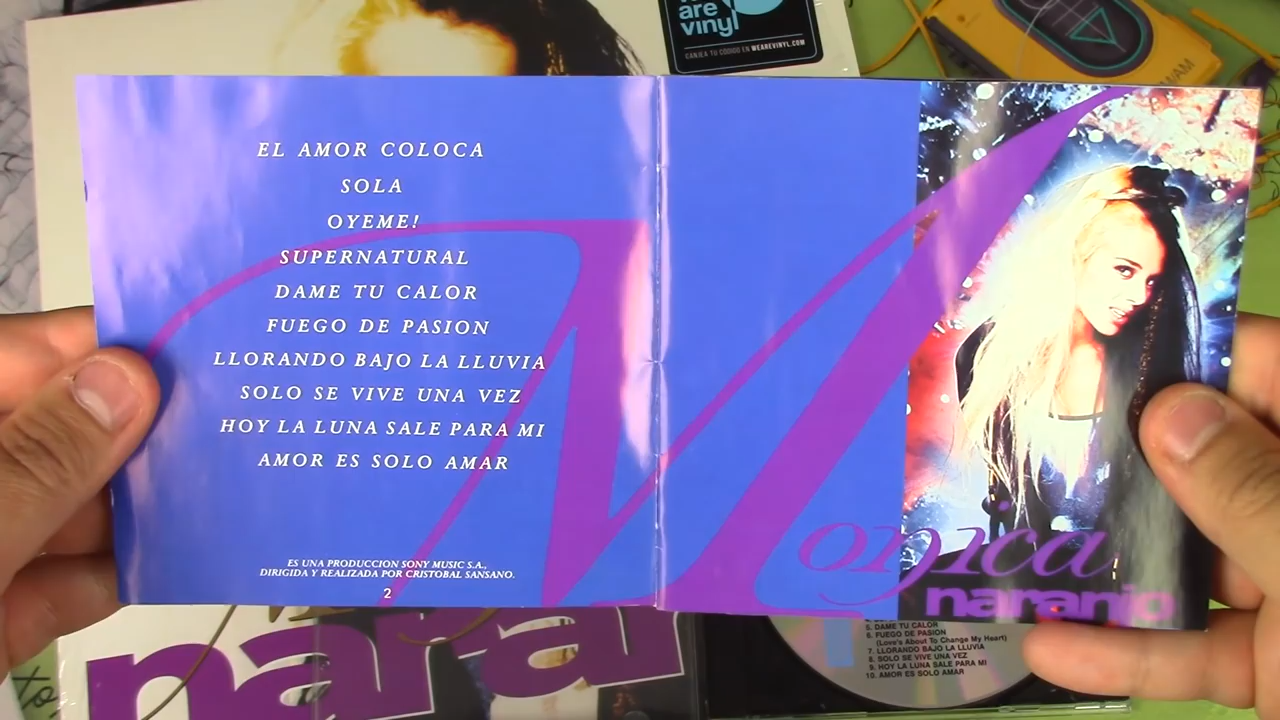 are
vinyl
CANJEA TU CODIGO EN WEAREVINYL.COM
EL AMOR COLOCA
SOLA
OYEME!
SUPERNATURAL
DAME TU CALOR
FUEGO DE PASION
LLORANDO BAJO LA LLUVIA
SOLO SE VIVE UNA VEZ
HOY LA LUNA SALE PARA MI
AMOR ES SOLO AMAR
ES UNA PRODUCCION SONY MUSIC S.A.,
DIRIGIDA Y REALIZADA POR CRISTOBAL SANSANO.
2
Monica
naranjo
5. DAME TU CALOR
6. FUEGO DE PASION
(Love's About To Change My Heart)
7. LLORANDO BAJO LA LLUVIA
8. SOLO SE VIVE UNA VEZ
9. HOY LA LUNA SALE PARA MI
10. AMOR ES SOLO AMAR